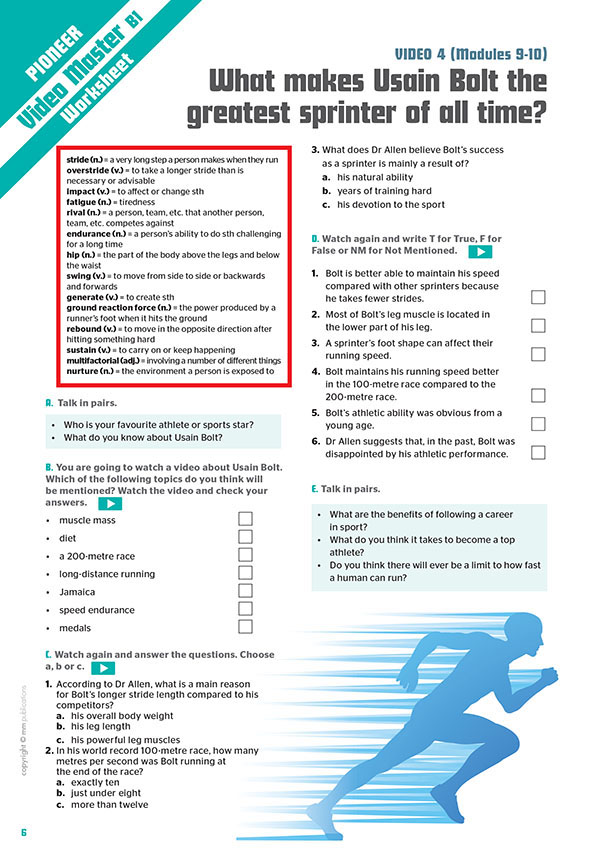 PIONEER
Video Master B1
Worksheet
VIDEO 4 (Modules 9-10)
What makes Usain Bolt the
greatest sprinter of all time?
stride (n.) = a very long step a person makes when they run
overstride (v.) = to take a longer stride than is
necessary or advisable
impact (v.) = to affect or change sth
fatigue (n.) = tiredness
rival (n.) = a person, team, etc. that another person,
team, etc. competes against
endurance (n.) = a person's ability to do sth challenging
for a long time
hip (n.) = the part of the body above the legs and below
the waist
swing (v.) = to move from side to side or backwards
and forwards
generate (v.) = to create sth
ground reaction force (n.) = the power produced by a
runner's foot when it hits the ground
rebound (v.) = to move in the opposite direction after
hitting something hard
sustain (v.) = to carry on or keep happening
multifactorial (adj.) = involving a number of different things
nurture (n.) = the environment a person is exposed to
A. Talk in pairs.
• Who is your favourite athlete or sports star?
• What do you know about Usain Bolt?
B. You are going to watch a video about Usain Bolt.
Which of the following topics do you think will
be mentioned? Watch the video and check your
answers.
• muscle mass
• diet
• a 200-metre race
• long-distance running
• Jamaica
• speed endurance
• medals
C. Watch again and answer the questions. Choose
a, b or c.
1. According to Dr Allen, what is a main reason
for Bolt's longer stride length compared to his
competitors?
a. his overall body weight
b. his leg length
c. his powerful leg muscles
2. In his world record 100-metre race, how many
metres per second was Bolt running at
the end of the race?
a. exactly ten
b. just under eight
c. more than twelve
3. What does Dr Allen believe Bolt's success
as a sprinter is mainly a result of?
a. his natural ability
b. years of training hard
c. his devotion to the sport
D. Watch again and write T for True, F for
False or NM for Not Mentioned.
1. Bolt is better able to maintain his speed
compared with other sprinters because
he takes fewer strides.
2. Most of Bolt's leg muscle is located in
the lower part of his leg.
3. A sprinter's foot shape can affect their
running speed.
4. Bolt maintains his running speed better
in the 100-metre race compared to the
200-metre race.
5. Bolt's athletic ability was obvious from a
young age.
6. Dr Allen suggests that, in the past, Bolt was
disappointed by his athletic performance.
E. Talk in pairs.
• What are the benefits of following a career
in sport?
• What do you think it takes to become a top
athlete?
• Do you think there will ever be a limit to how fast
a human can run?
copyright © mm publications
6